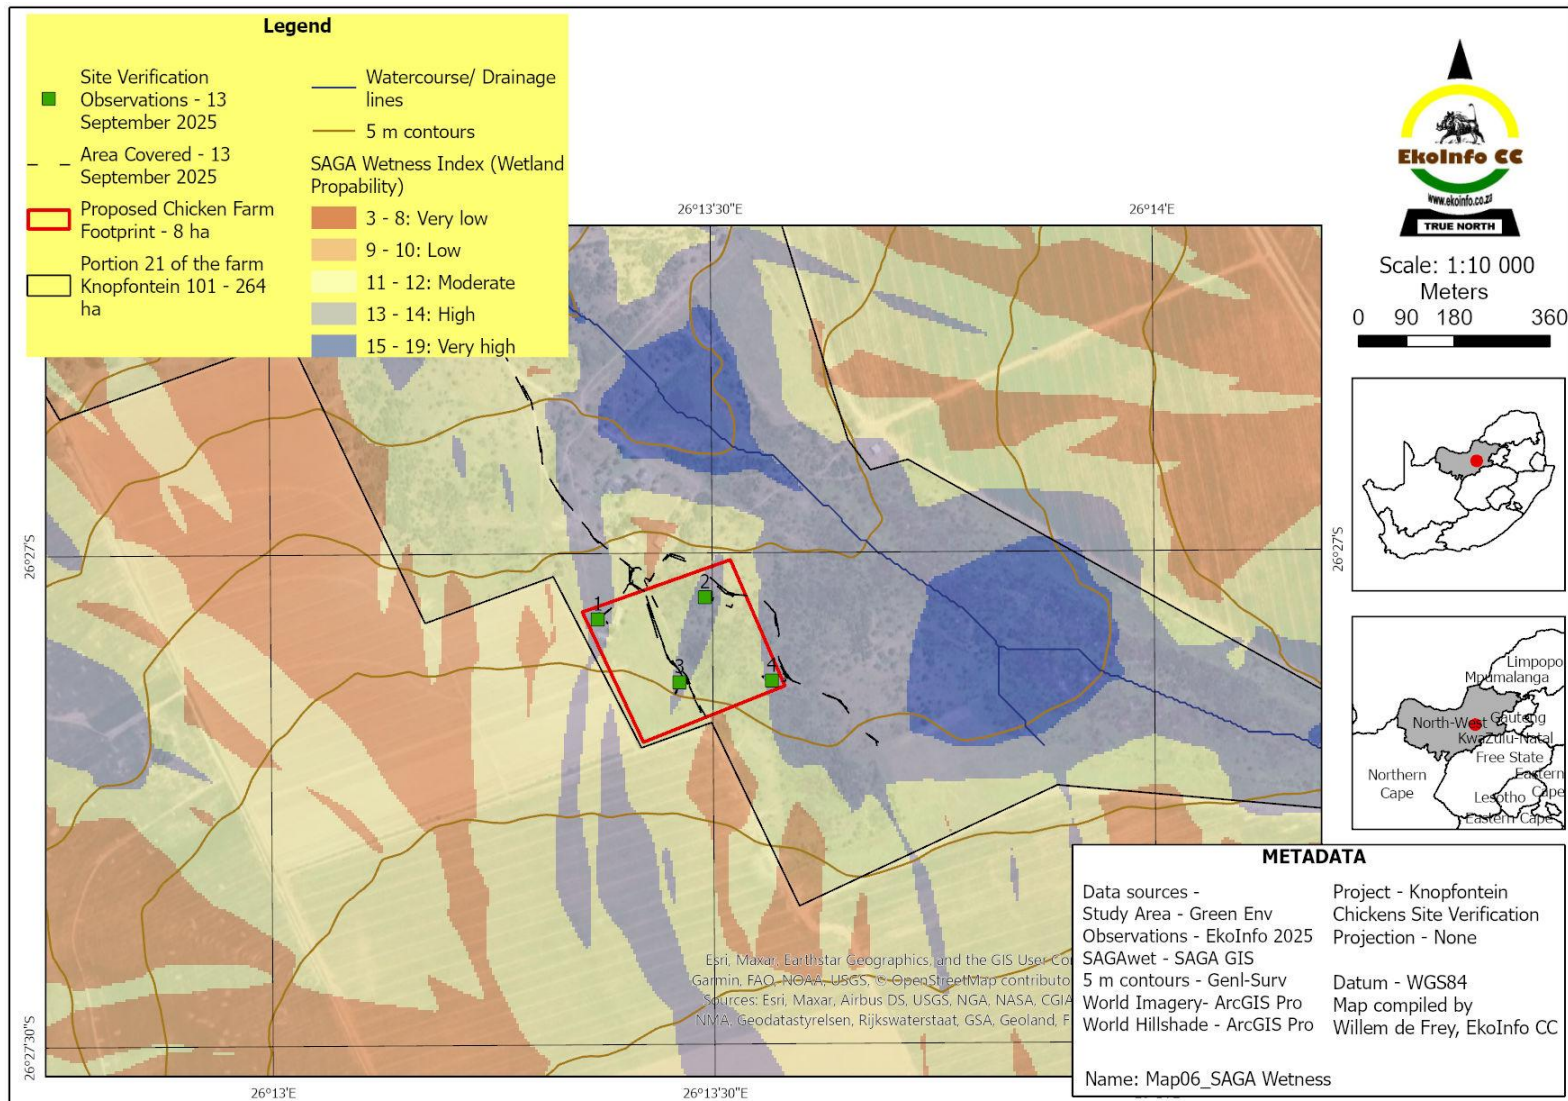 Legend
Site Verification
Observations - 13
September 2025
Area Covered - 13
September 2025
Proposed Chicken Farm
Footprint - 8 ha
Portion 21 of the farm
Knopfontein 101 - 264
ha
Watercourse/ Drainage
lines
5 m contours
SAGA Wetness Index (Wetland
Propability)
3 - 8: Very low
9 - 10: Low
11 - 12: Moderate
13 - 14: High
15 - 19: Very high
EkoInfo CC
www.ekoinfo.co.za
TRUE NORTH
Scale: 1:10 000
Meters
0 90 180 360
26°13'30"E
26°14'E
26°27'S
26°27'S
1
2
3
4
26°27'30"S
26°13'E
26°13'30"E
Esri, Maxar, Earthstar Geographics, and the GIS User
Garmin, FAO, NOAA, USGS, © OpenStreetMap
Sources: Esri, Maxar, Airbus DS, USGS, NGA, NASA,
NMA, Geodatastyrelsen, Rijkswaterstaat, GSA, Geoland,
Limpopo
Mpumalanga
North-West
Gauteng
KwaZulu-Natal
Free State
Northern
Cape
Eastern
Cape
Lesotho
Eastern Cape
METADATA
Data sources -
Study Area - Green Env
Observations - EkoInfo 2025
SAGAwet - SAGA GIS
5 m contours - Genl-Surv
World Imagery- ArcGIS Pro
World Hillshade - ArcGIS Pro
Name: Map06_SAGA Wetness
Project - Knopfontein
Chickens Site Verification
Projection - None
Datum - WGS84
Map compiled by
Willem de Frey, EkoInfo CC